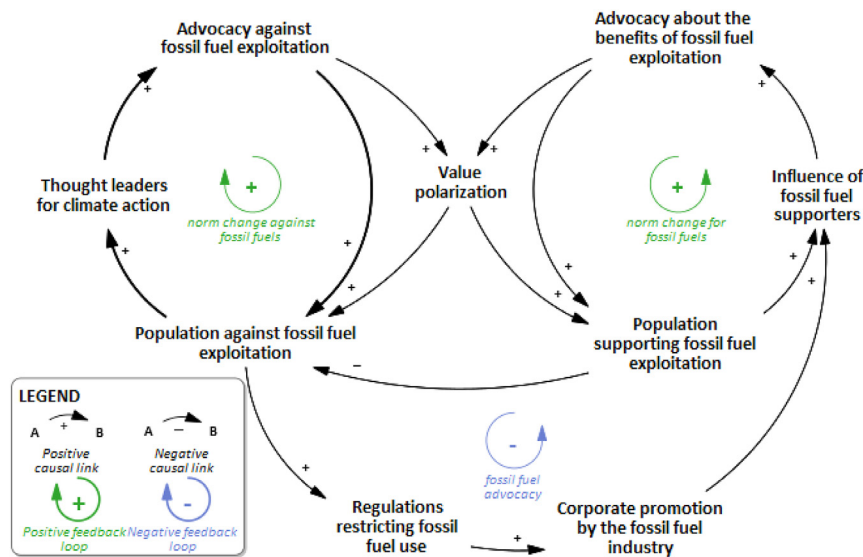 Advocacy against
fossil fuel exploitation
Advocacy about the
benefits of fossil fuel
exploitation
+
+
+
+
Thought leaders
for climate action
+
norm change against
fossil fuels
Value
polarization
+
norm change for
fossil fuels
Influence of
fossil fuel
supporters
+
+
+
+
+
+
+
Population against fossil fuel
exploitation
Population
supporting fossil fuel
exploitation
–
LEGEND
A + B
A – B
Positive
causal link
Negative
causal link
+
-
Positive feedback
loop
Negative feedback
loop
-
fossil fuel
advocacy
+
Regulations
restricting fossil
fuel use
+
Corporate promotion
by the fossil fuel
industry